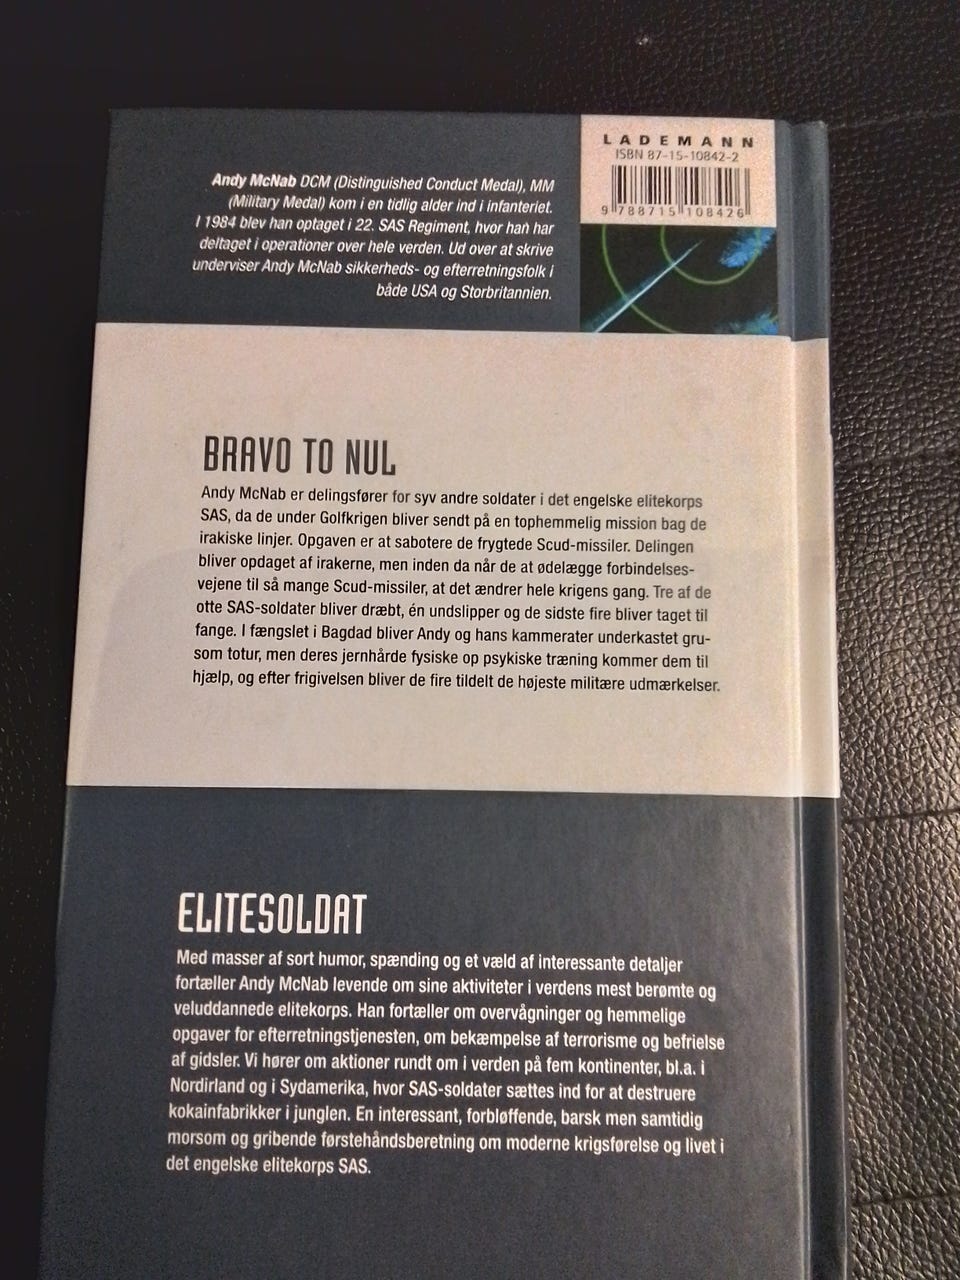 LADEMANN
ISBN 87-15-10842-2
9 788715 108426
Andy McNab DCM (Distinguished Conduct Medal), MM
(Military Medal) kom i en tidlig alder ind i infanteriet.
I 1984 blev han optaget i 22. SAS Regiment, hvor han har
deltaget i operationer over hele verden. Ud over at skrive
underviser Andy McNab sikkerheds- og efterretningsfolk i
både USA og Storbritannien.
BRAVO TO NUL
Andy McNab er delingsfører for syv andre soldater i det engelske elitekorps
SAS, da de under Golfkrigen bliver sendt på en tophemmelig mission bag de
irakiske linjer. Opgaven er at sabotere de frygtede Scud-missiler. Delingen
bliver opdaget af irakerne, men inden da når de at ødelægge forbindelses-
vejene til så mange Scud-missiler, at det ændrer hele krigens gang. Tre af de
otte SAS-soldater bliver dræbt, én undslipper og de sidste fire bliver taget til
fange. I fængslet i Bagdad bliver Andy og hans kammerater underkastet gru-
som totur, men deres jernhårde fysiske op psykiske træning kommer dem til
hjælp, og efter frigivelsen bliver de fire tildelt de højeste militære udmærkelser.
ELITESOLDAT
Med masser af sort humor, spænding og et væld af interessante detaljer
fortæller Andy McNab levende om sine aktiviteter i verdens mest berømte og
veluddannede elitekorps. Han fortæller om overvågninger og hemmelige
opgaver for efterretningstjenesten, om bekæmpelse af terrorisme og befrielse
af gidsler. Vi hører om aktioner rundt om i verden på fem kontinenter, bl.a. i
Nordirland og i Sydamerika, hvor SAS-soldater sættes ind for at destruere
kokainfabrikker i junglen. En interessant, forbløffende, barsk men samtidig
morsom og gribende førstehåndsberetning om moderne krigsførelse og livet i
det engelske elitekorps SAS.